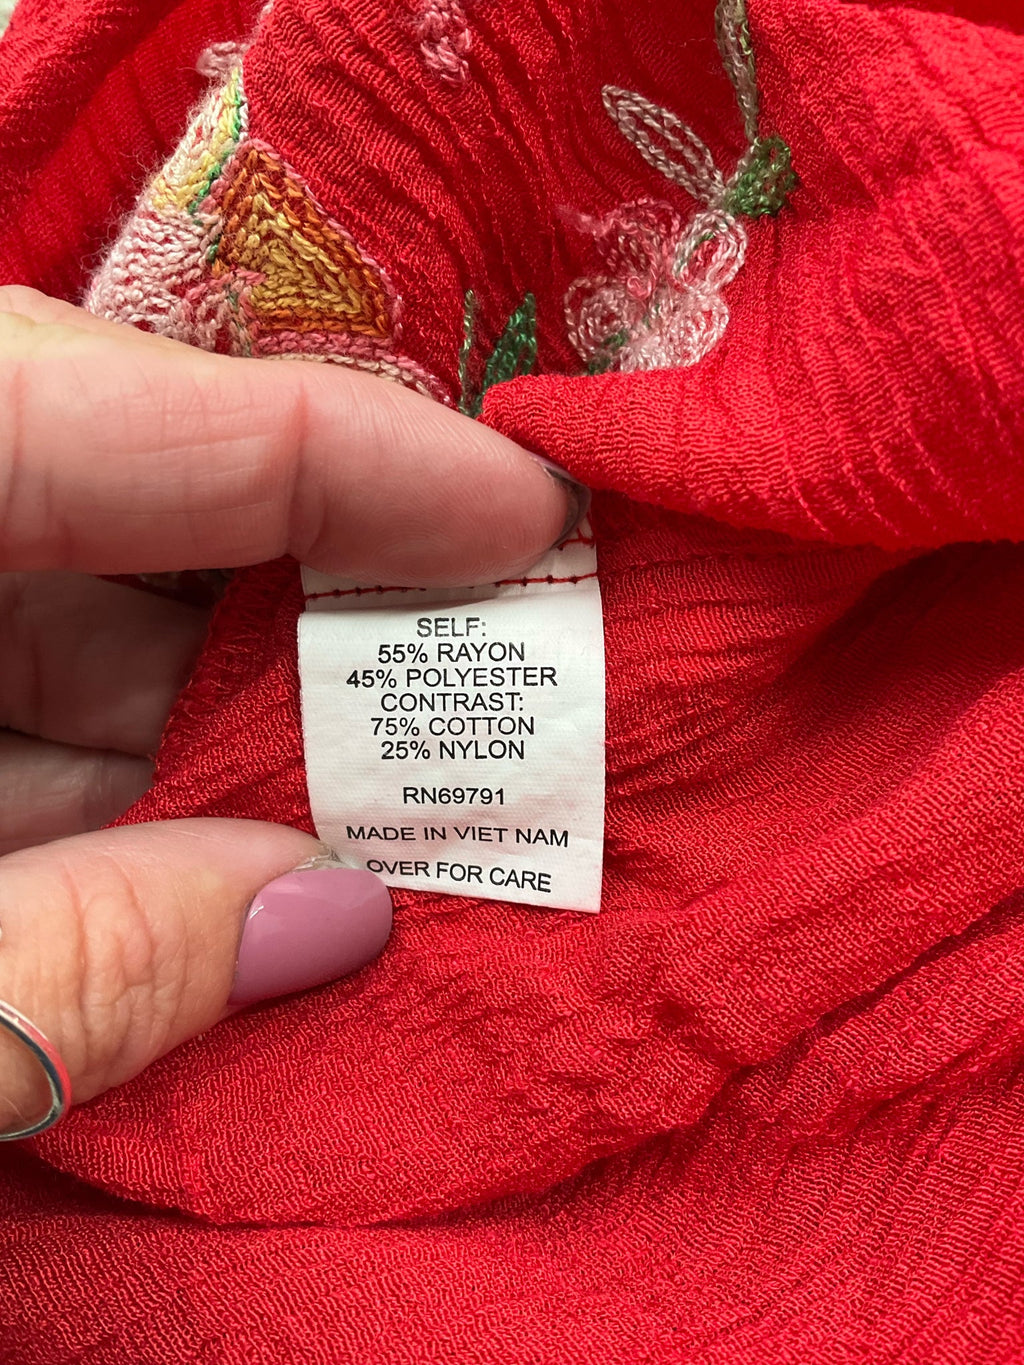 SELF:
55% RAYON
45% POLYESTER
CONTRAST:
75% COTTON
25% NYLON
RN69791
MADE IN VIET NAM
OVER FOR CARE